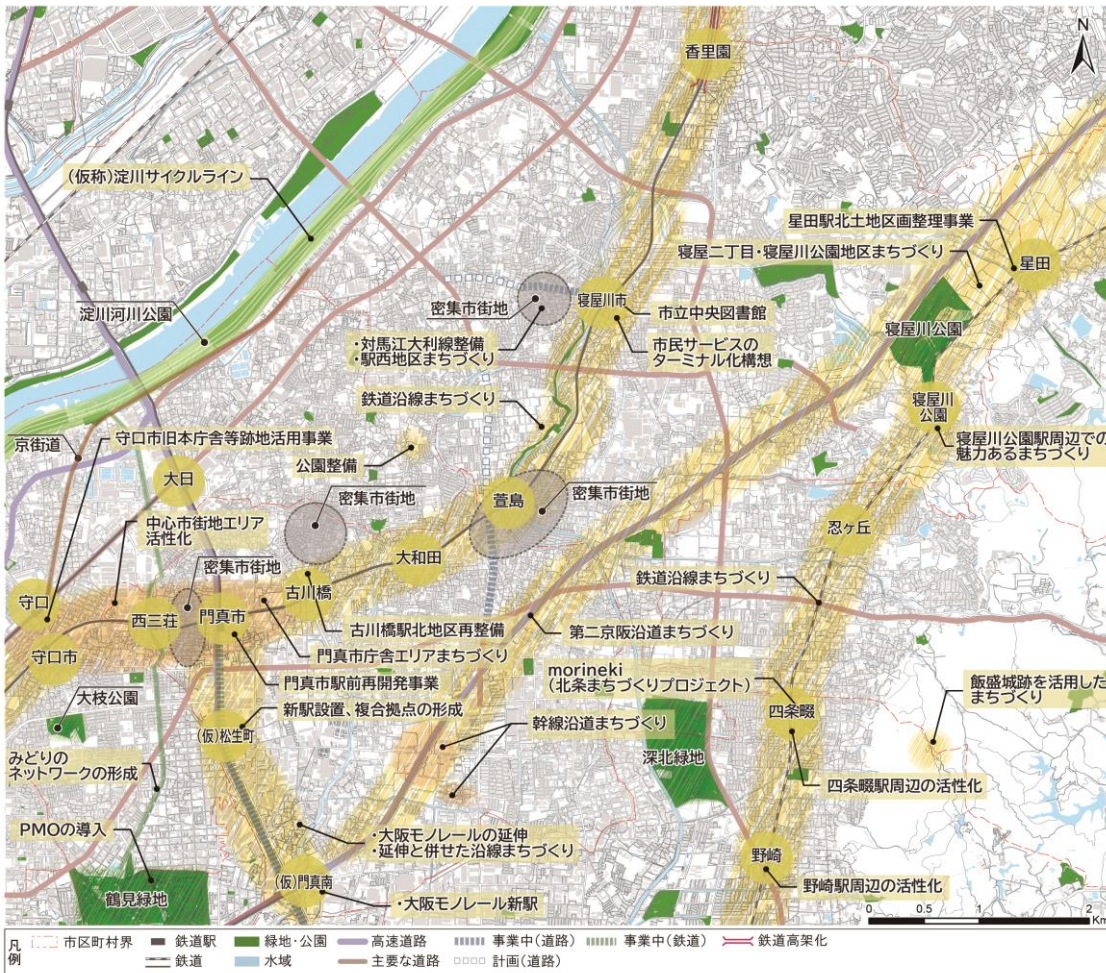 N
香里園
(仮称)淀川サイクルライン
星田駅北土地区画整理事業
寝屋二丁目・寝屋川公園地区まちづくり
星田
淀川河川公園
密集市街地
寝屋川市
市立中央図書館
寝屋川公園
・対馬江大利線整備
・駅西地区まちづくり
市民サービスの
ターミナル化構想
鉄道沿線まちづくり
寝屋川
公園
京街道
守口市旧本庁舎等跡地活用事業
公園整備
寝屋川公園駅周辺での
魅力あるまちづくり
大日
密集市街地
萱島
密集市街地
中心市街地エリア
活性化
忍ヶ丘
大和田
密集市街地
鉄道沿線まちづくり
守口
古川橋
西三荘
門真市
古川橋駅北地区再整備
第二京阪沿道まちづくり
守口市
門真市庁舎エリアまちづくり
morineki
(北条まちづくりプロジェクト)
飯盛城跡を活用した
まちづくり
門真市駅前再開発事業
大枝公園
新駅設置、複合拠点の形成
四条畷
(仮)松生町
幹線沿道まちづくり
みどりの
ネットワークの形成
深北緑地
四条畷駅周辺の活性化
PMOの導入
・大阪モノレールの延伸
・延伸と併せた沿線まちづくり
野崎
(仮)門真南
鶴見緑地
・大阪モノレール新駅
野崎駅周辺の活性化
0 0.5 1 2
Km
凡例
市区町村界 鉄道駅 緑地・公園 高速道路 事業中(道路) 事業中(鉄道) 鉄道高架化
鉄道 水域 主要な道路 計画(道路)